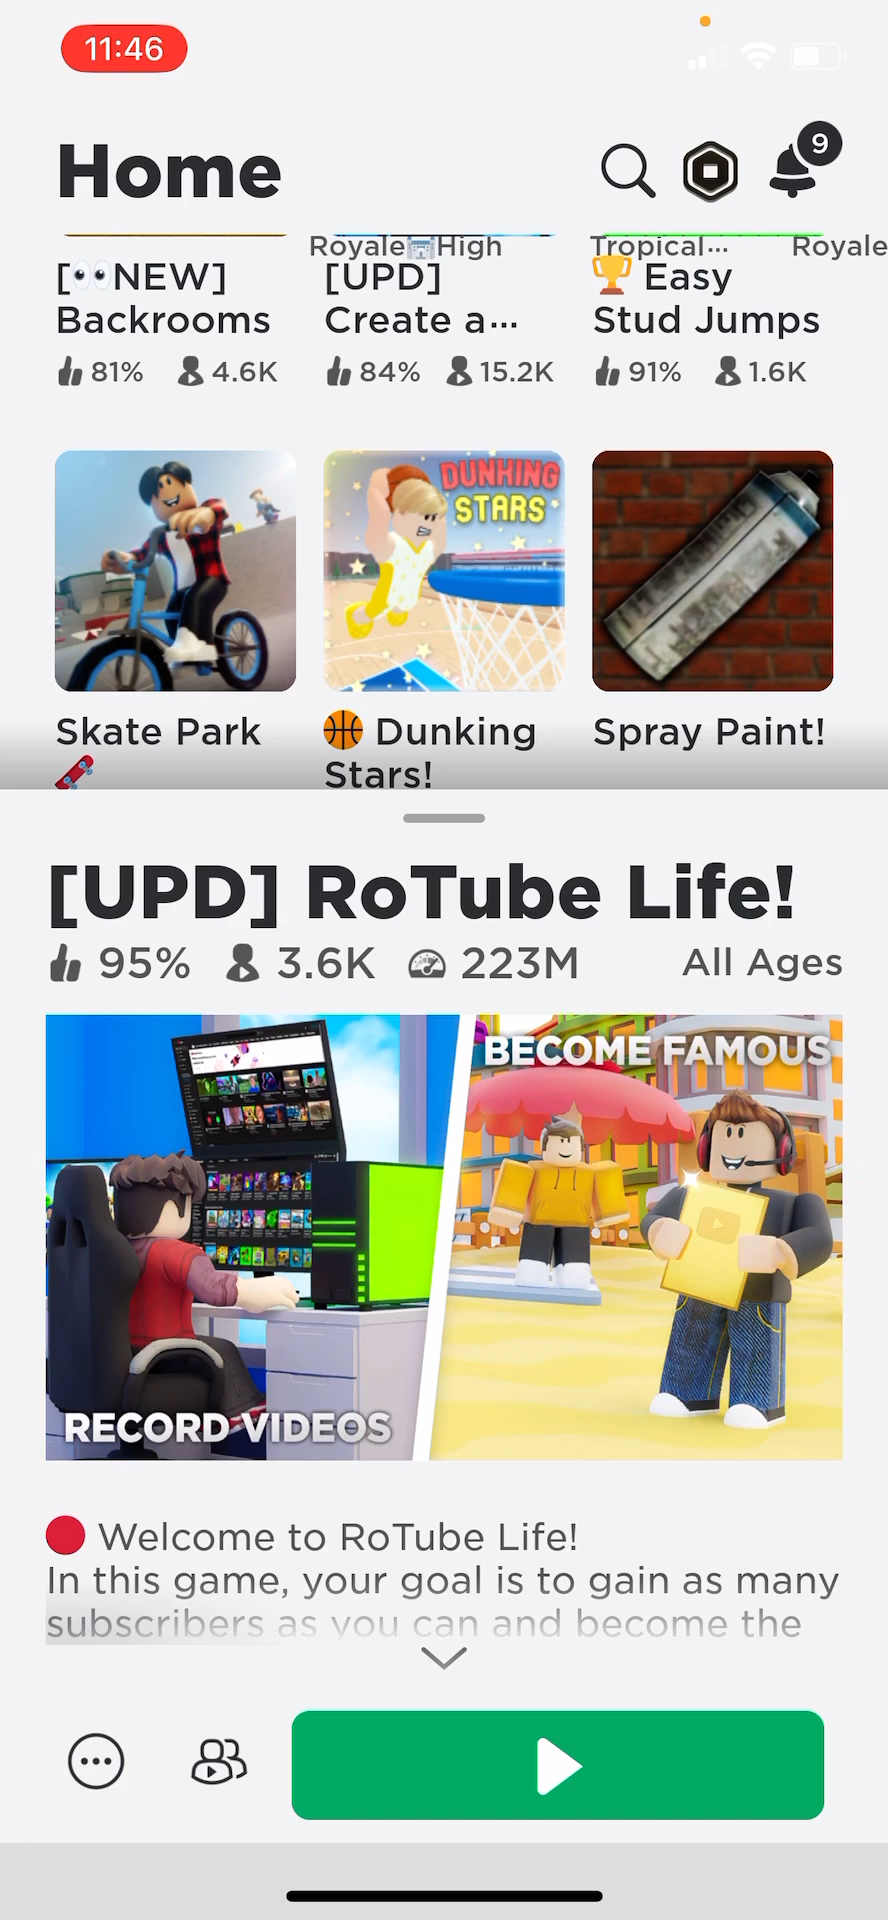 11:46
Home
9
Royale🏰High
Tropical...
Royale
[👀NEW]
Backrooms
[UPD]
Create a...
🏆 Easy
Stud Jumps
81% 4.6K
84% 15.2K
91% 1.6K
DUNKING
STARS
Skate Park
🛹
🏀 Dunking
Stars!
Spray Paint!
[UPD] RoTube Life!
95% 3.6K 223M All Ages
BECOME FAMOUS
RECORD VIDEOS
🔴 Welcome to RoTube Life!
In this game, your goal is to gain as many
subscribers as you can and become the